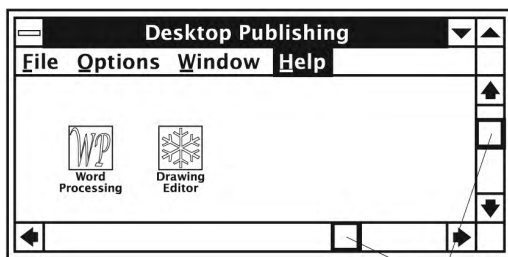 Desktop Publishing
File Options Window Help
WP
Word Processing
Drawing Editor